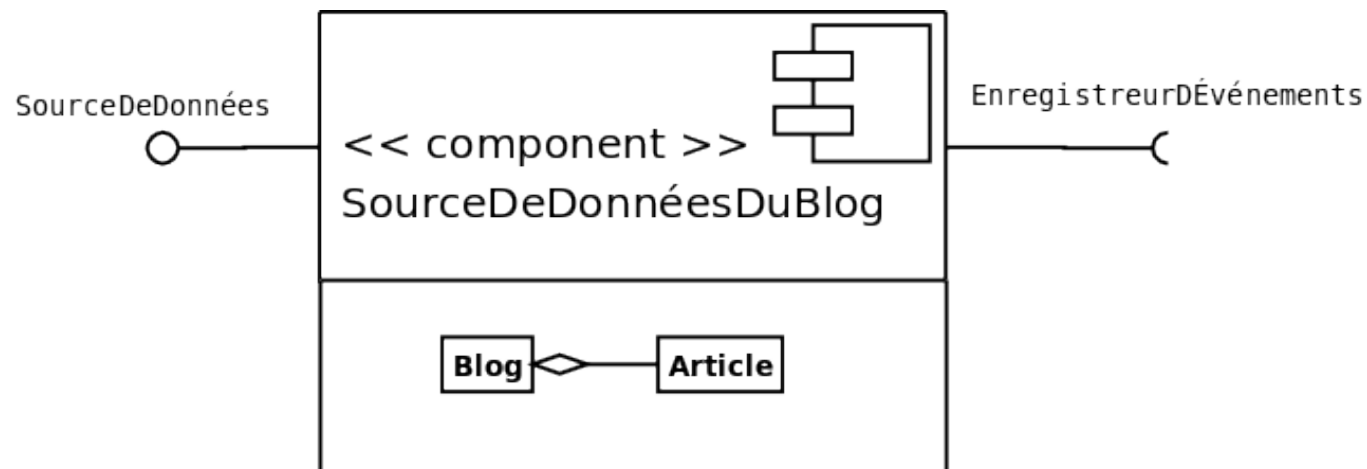 SourceDeDonnées
EnregistreurDÉvénements
<< component >>
SourceDeDonnéesDuBlog
Blog
Article